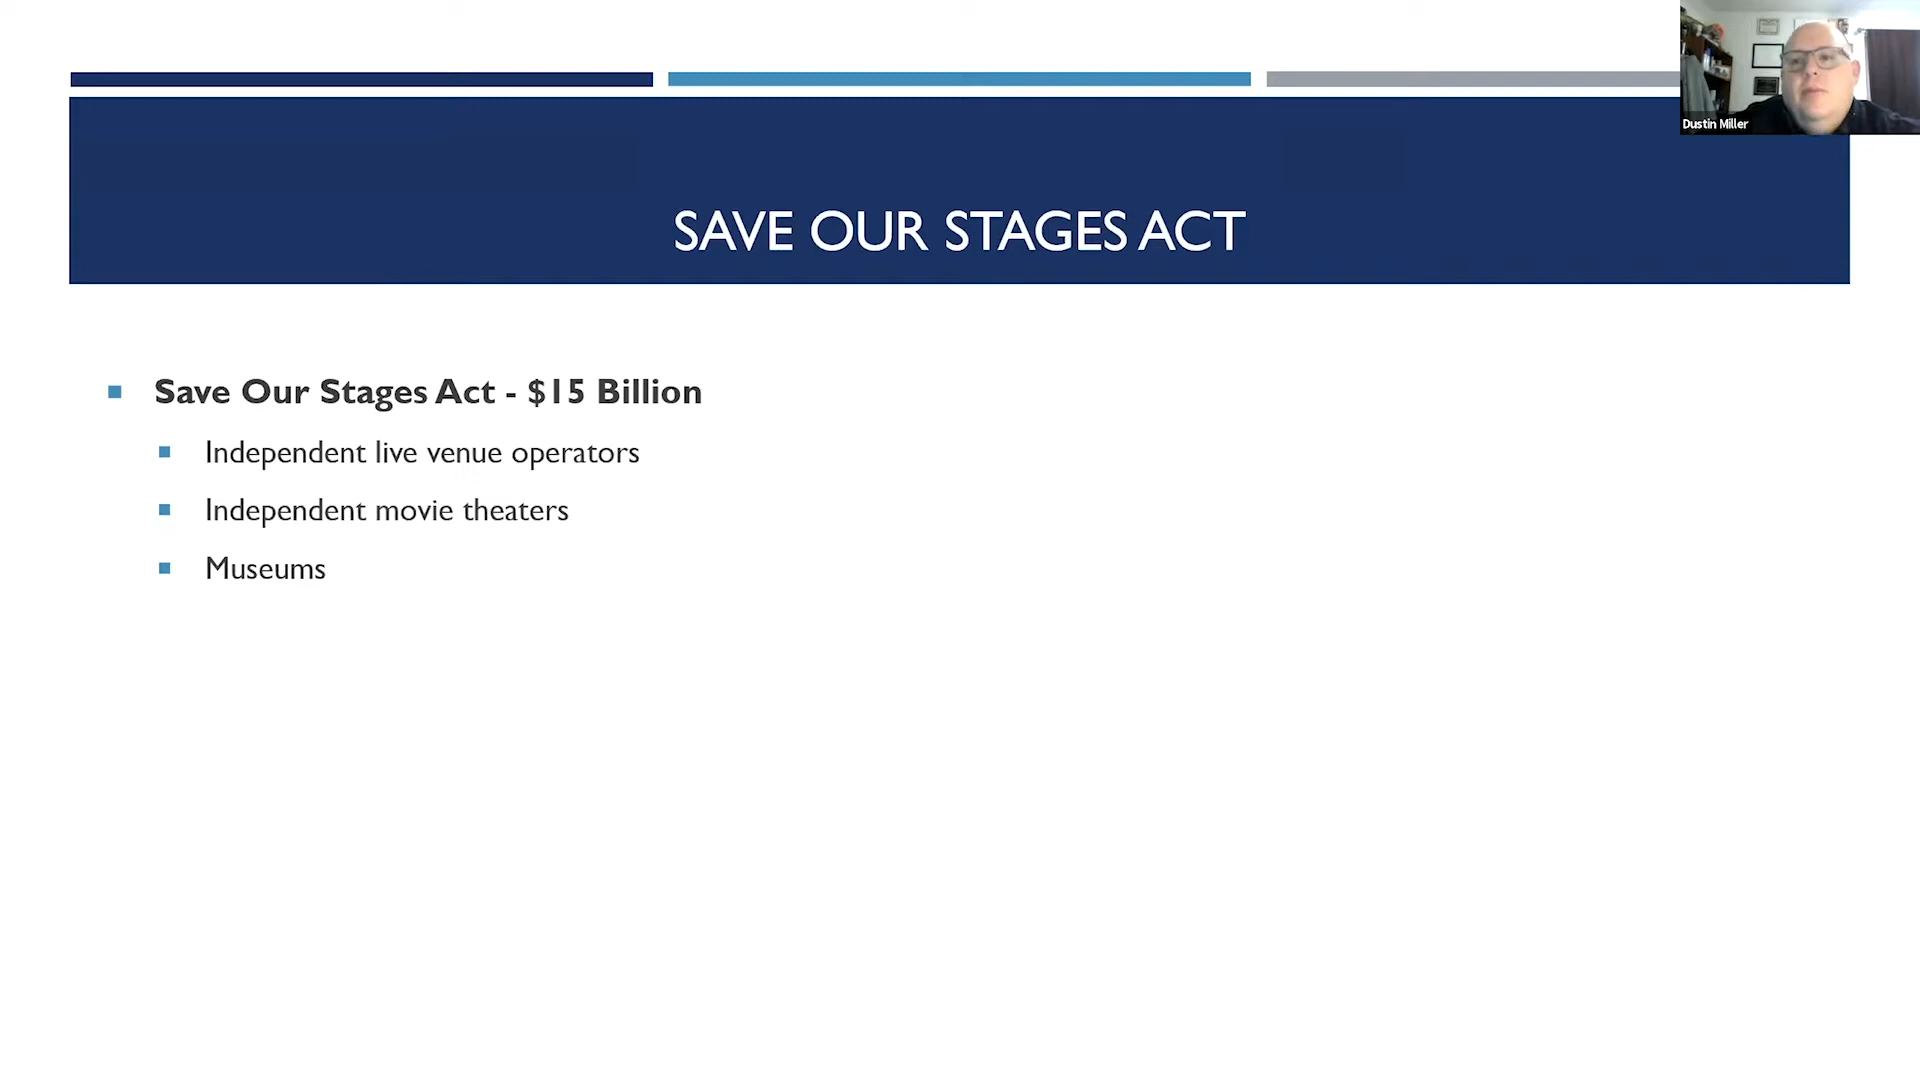 SAVE OUR STAGES ACT
Save Our Stages Act - $15 Billion
Independent live venue operators
Independent movie theaters
Museums
Dustin Miller